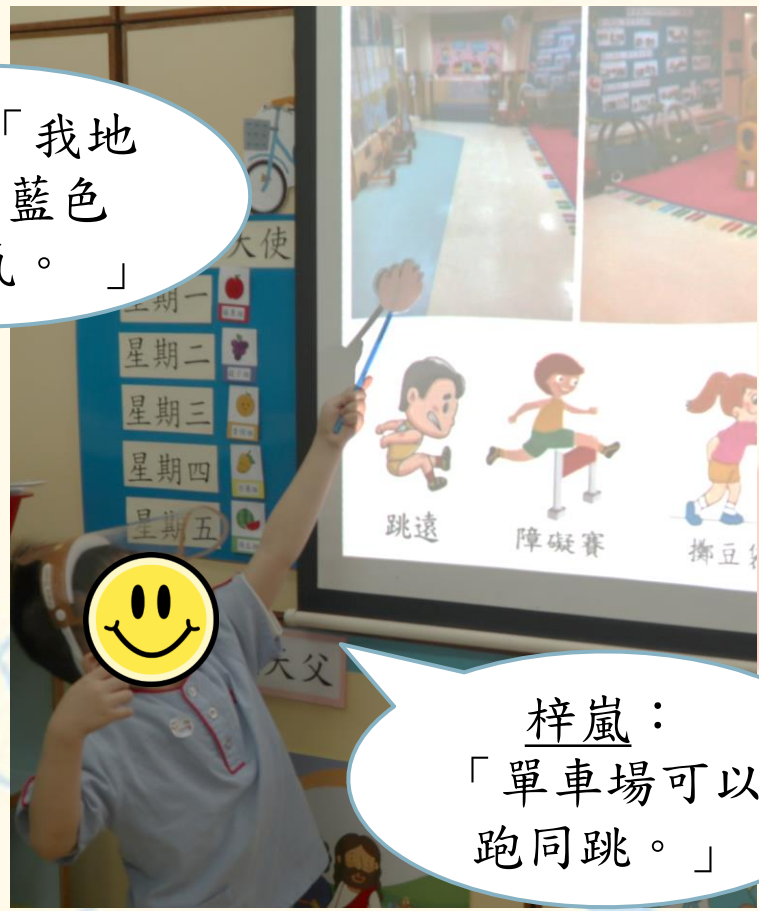 「我地
藍色
。 」
大使
星期一
星期二
星期三
星期四
星期五
跳遠
障礙賽
擲豆
天父
梓嵐：
「單車場可以
跑同跳。」